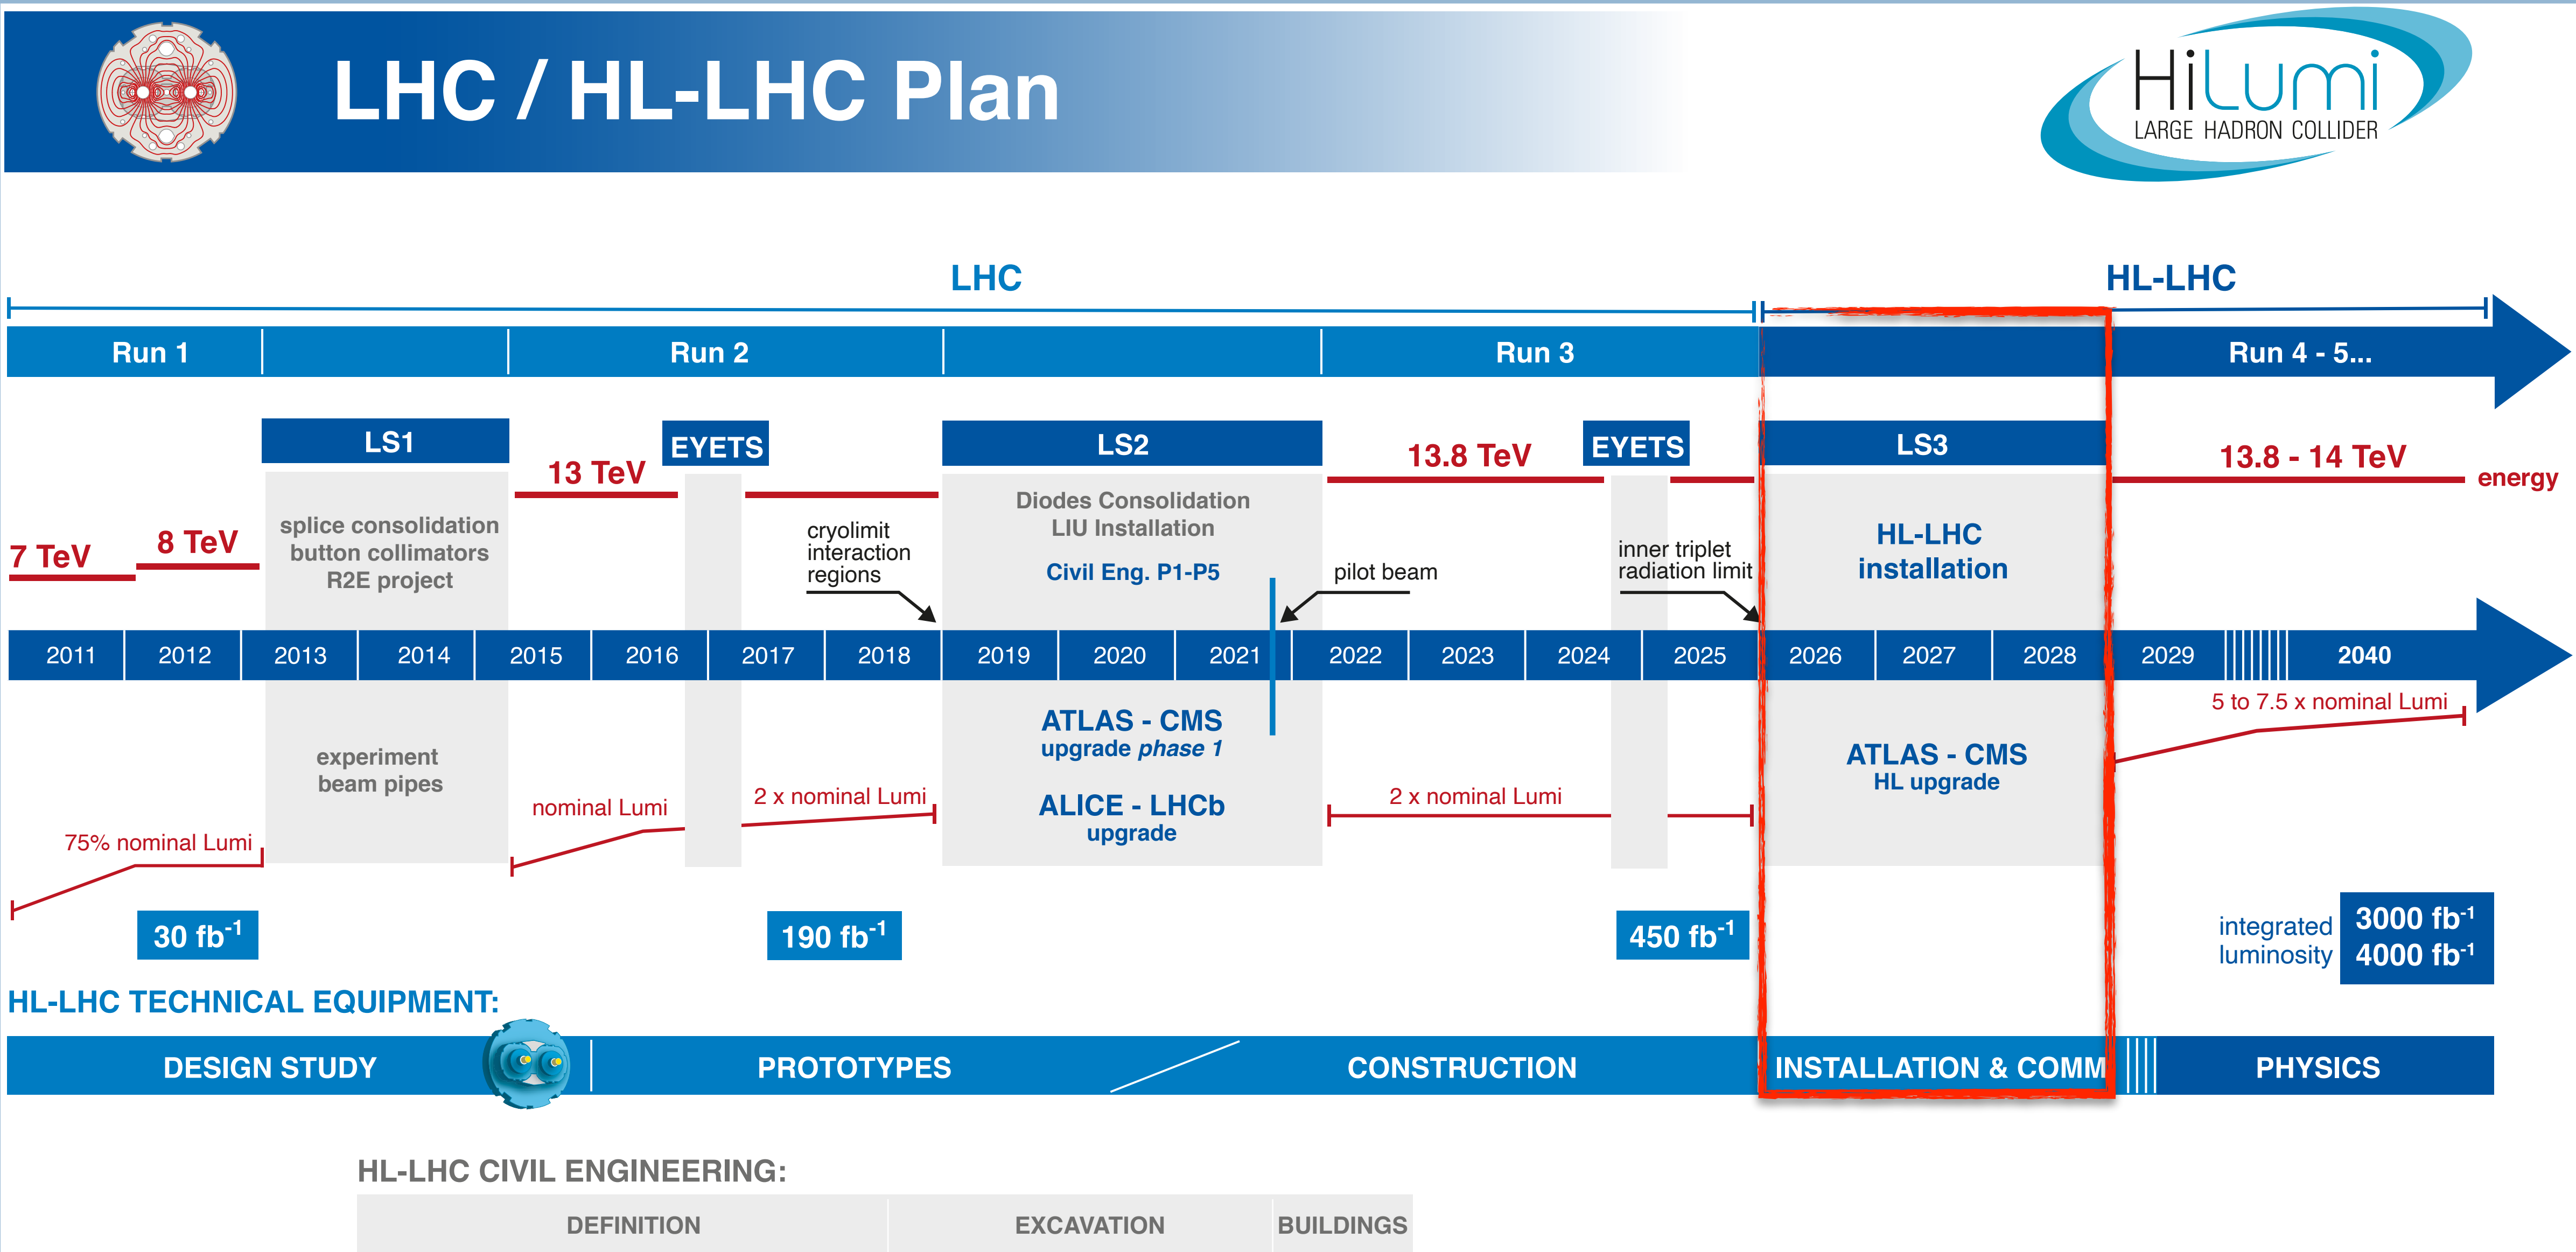 LHC / HL-LHC Plan
HiLumi
LARGE HADRON COLLIDER
LHC
HL-LHC
Run 1
Run 2
Run 3
Run 4 - 5...
LS1
EYETS
LS2
EYETS
LS3
13 TeV
13.8 TeV
13.8 - 14 TeV
energy
7 TeV
8 TeV
splice consolidation
button collimators
R2E project
cryolimit
interaction
regions
Diodes Consolidation
LIU Installation
Civil Eng. P1-P5
pilot beam
inner triplet
radiation limit
HL-LHC
installation
2011
2012
2013
2014
2015
2016
2017
2018
2019
2020
2021
2022
2023
2024
2025
2026
2027
2028
2029
2040
experiment
beam pipes
ATLAS - CMS
upgrade phase 1
ALICE - LHCb
upgrade
ATLAS - CMS
HL upgrade
5 to 7.5 x nominal Lumi
75% nominal Lumi
nominal Lumi
2 x nominal Lumi
2 x nominal Lumi
30 fb⁻¹
190 fb⁻¹
450 fb⁻¹
integrated
luminosity
3000 fb⁻¹
4000 fb⁻¹
HL-LHC TECHNICAL EQUIPMENT:
DESIGN STUDY
PROTOTYPES
CONSTRUCTION
INSTALLATION & COMM
PHYSICS
HL-LHC CIVIL ENGINEERING:
DEFINITION
EXCAVATION
BUILDINGS